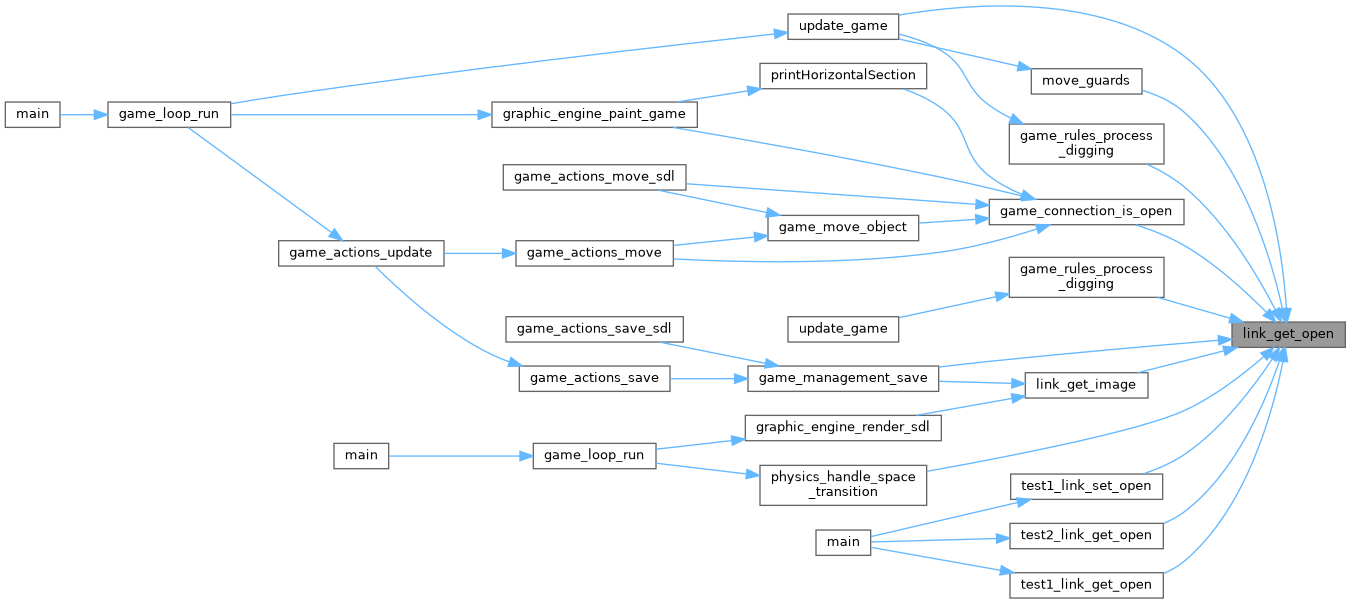 update_game
printHorizontalSection
move_guards
main
game_loop_run
graphic_engine_paint_game
game_rules_process
_digging
game_actions_move_sdl
game_connection_is_open
game_move_object
game_actions_update
game_actions_move
game_rules_process
_digging
game_actions_save_sdl
update_game
link_get_open
game_actions_save
game_management_save
link_get_image
graphic_engine_render_sdl
main
game_loop_run
physics_handle_space
_transition
test1_link_set_open
main
test2_link_get_open
test1_link_get_open